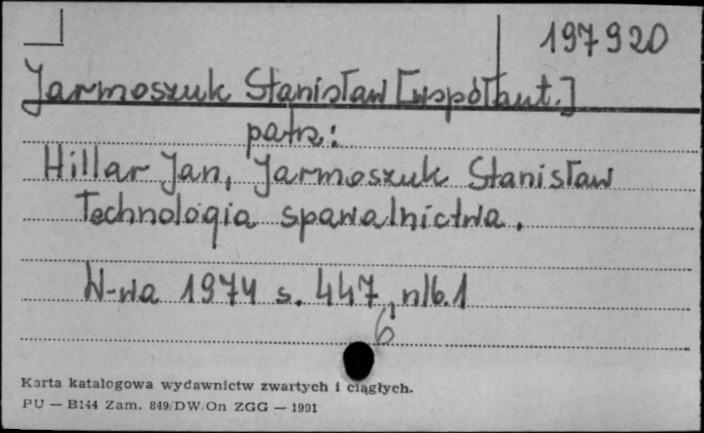 197920
Jarmoszuk Stanisław [współaut.]
patrz:
Hillar Jan, Jarmoszuk Stanisław
Technologia spawalnictwa.
W-wa 1974 s. 447, nlb. 1
6
Karta katalogowa wydawnictw zwartych i ciągłych.
PU — B144 Zam. 849/DW/On ZGG — 1991